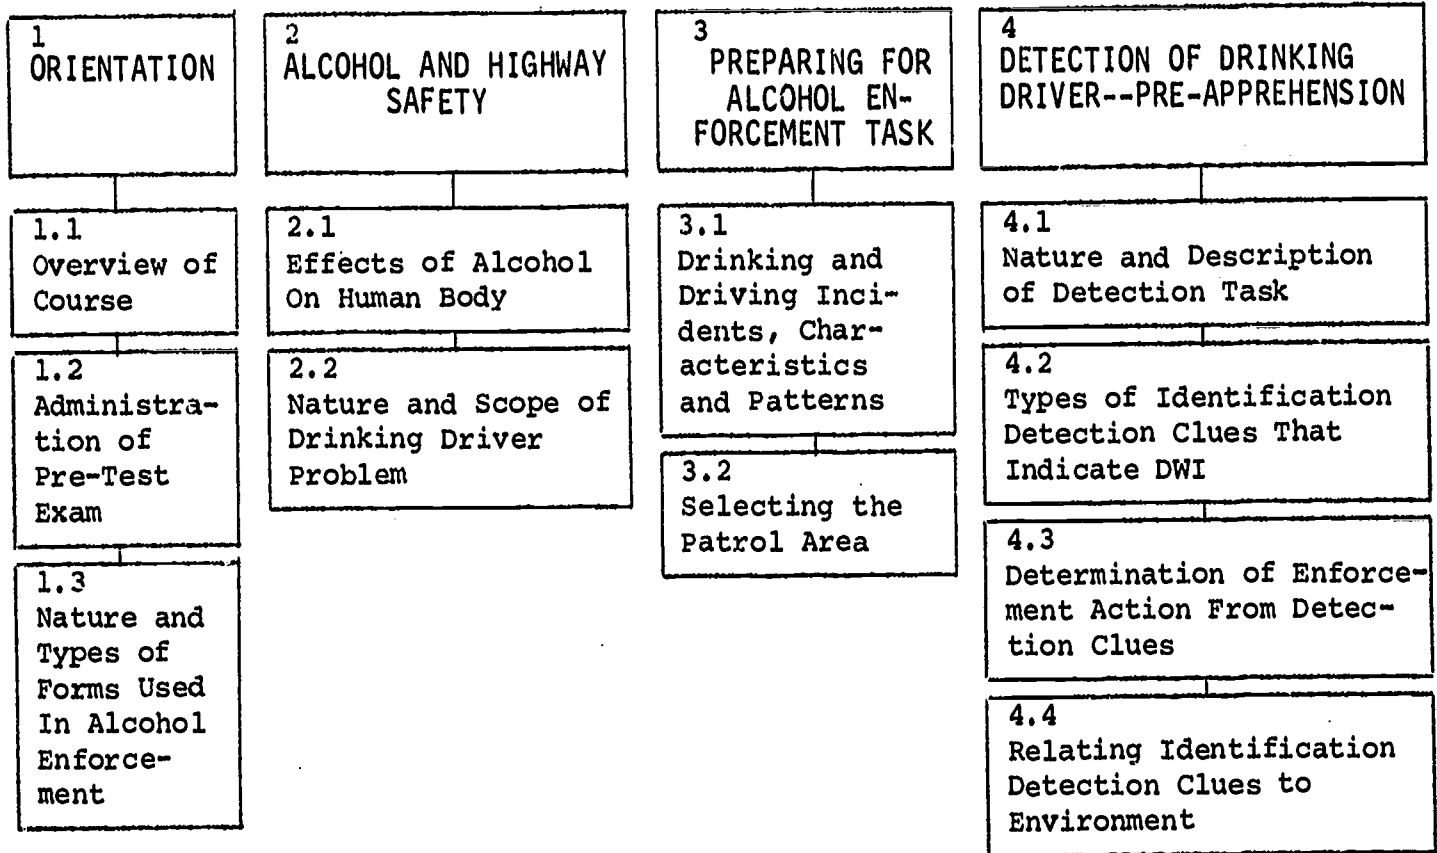 1
ORIENTATION
1.1
Overview of
Course
1.2
Administra-
tion of
Pre-Test
Exam
1.3
Nature and
Types of
Forms Used
In Alcohol
Enforce-
ment
2
ALCOHOL AND HIGHWAY
SAFETY
2.1
Effects of Alcohol
On Human Body
2.2
Nature and Scope of
Drinking Driver
Problem
3
PREPARING FOR
ALCOHOL EN-
FORCEMENT TASK
3.1
Drinking and
Driving Inci-
dents, Char-
acteristics
and Patterns
3.2
Selecting the
Patrol Area
4
DETECTION OF DRINKING
DRIVER--PRE-APPREHENSION
4.1
Nature and Description
of Detection Task
4.2
Types of Identification
Detection Clues That
Indicate DWI
4.3
Determination of Enforce-
ment Action From Detec-
tion Clues
4.4
Relating Identification
Detection Clues to
Environment